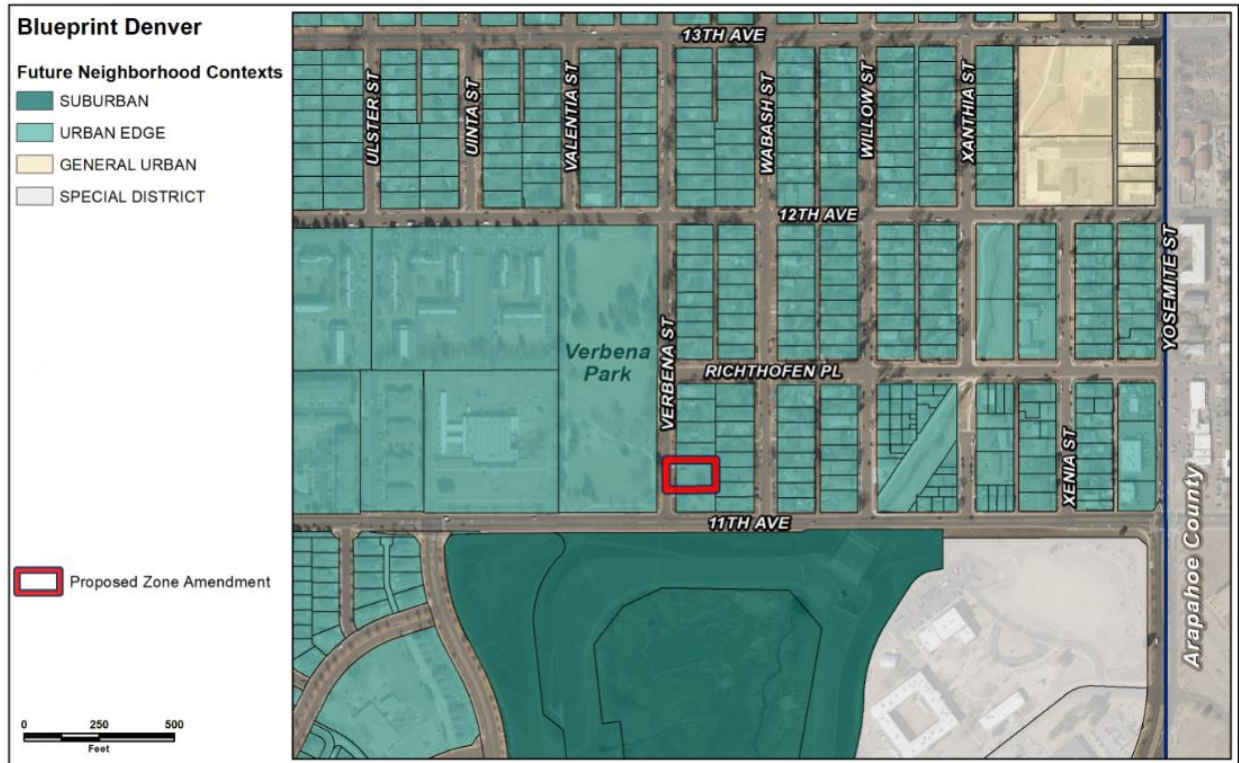 Blueprint Denver
Future Neighborhood Contexts
SUBURBAN
URBAN EDGE
GENERAL URBAN
SPECIAL DISTRICT
Proposed Zone Amendment
0 250 500
Feet
13TH AVE
ULSTER ST
UINTA ST
VALENTIA ST
WABASH ST
WILLOW ST
XANTHIA ST
12TH AVE
YOSEMITE ST
VERBENA ST
Verbena
Park
RICHTHOFEN PL
XENIA ST
11TH AVE
Arapahoe County